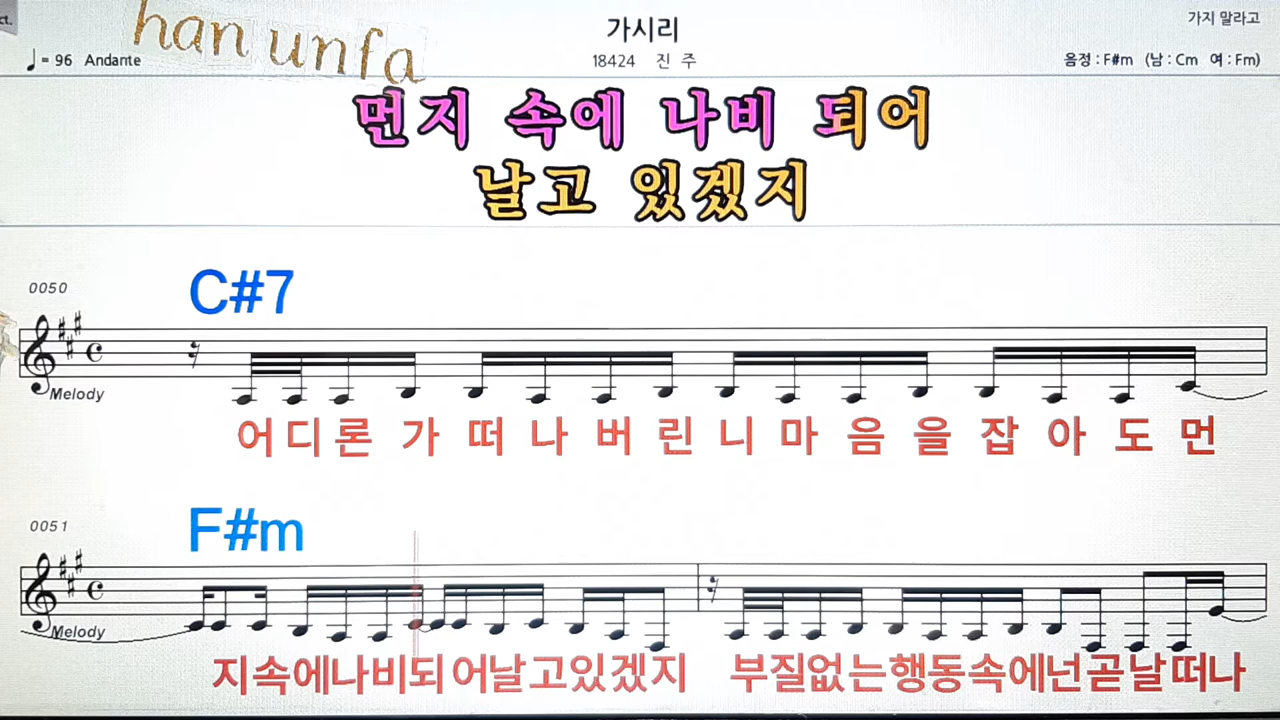 ct.
han unfa
가시리
가지 말라고
♩= 96 Andante
18424 진 주
음정 : F#m (남 : Cm 여 : Fm)
먼지 속에 나비 되어
날고 있겠지
C#7
0050
Melody
어디론 가 떠 나 버 린 니 마 음 을 잡 아 도 먼
F#m
0051
Melody
지속에나비되어날고있겠지 부질없는행동속에넌곧날떠나